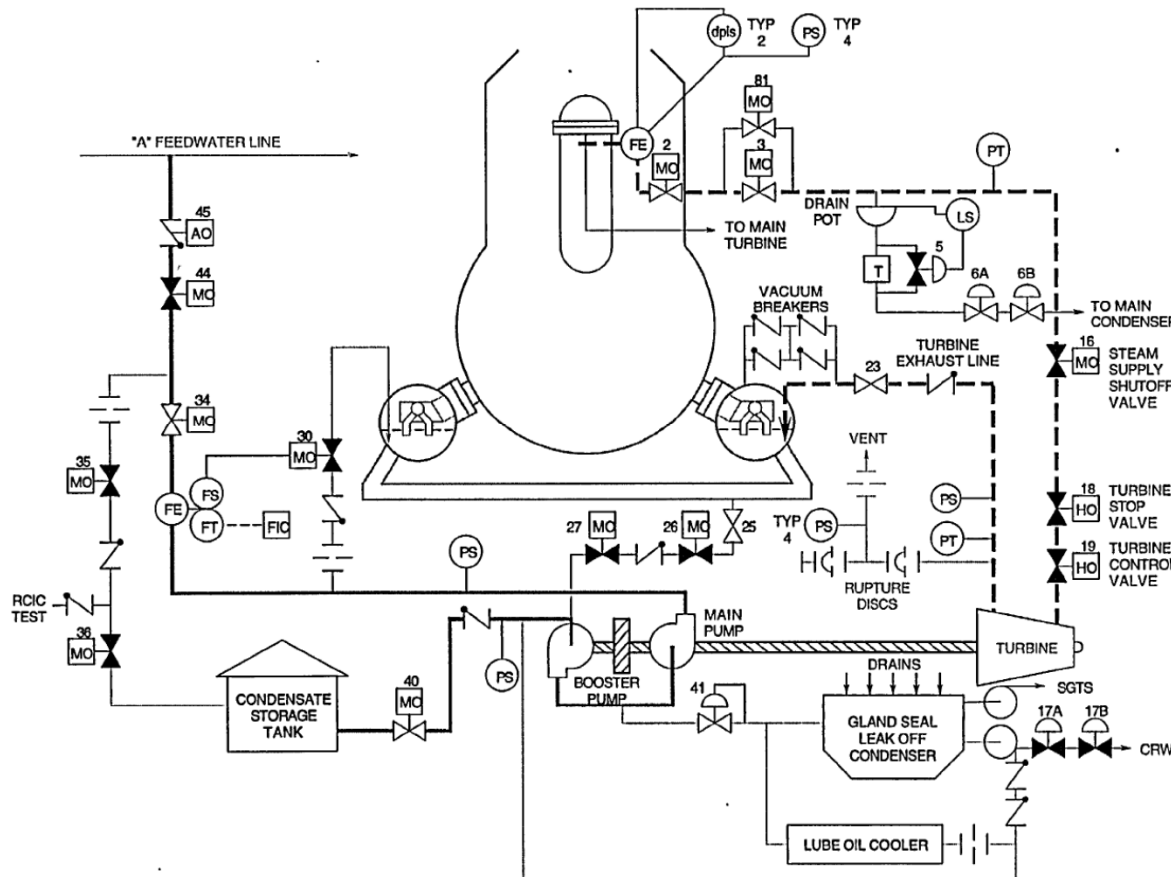 dpis
TYP
2
PS
TYP
4
81
MO
"A" FEEDWATER LINE
FE
2
MO
3
MO
PT
45
AO
DRAIN
POT
LS
TO MAIN
TURBINE
5
T
6A
6B
44
MO
VACUUM
BREAKERS
TO MAIN
CONDENSER
TURBINE
EXHAUST LINE
16
MO
STEAM
SUPPLY
SHUTOFF
VALVE
23
34
MO
30
MO
VENT
35
MO
FS
FE
FT
FIC
27
MO
26
MO
25
TYP
4
PS
PS
PT
18
HO
TURBINE
STOP
VALVE
19
HO
TURBINE
CONTROL
VALVE
RUPTURE
DISCS
PS
RCIC
TEST
MAIN
PUMP
36
MO
TURBINE
PS
BOOSTER
PUMP
DRAINS
CONDENSATE
STORAGE
TANK
40
MO
41
GLAND SEAL
LEAK OFF
CONDENSER
SGTS
17A
17B
CRW
LUBE OIL COOLER